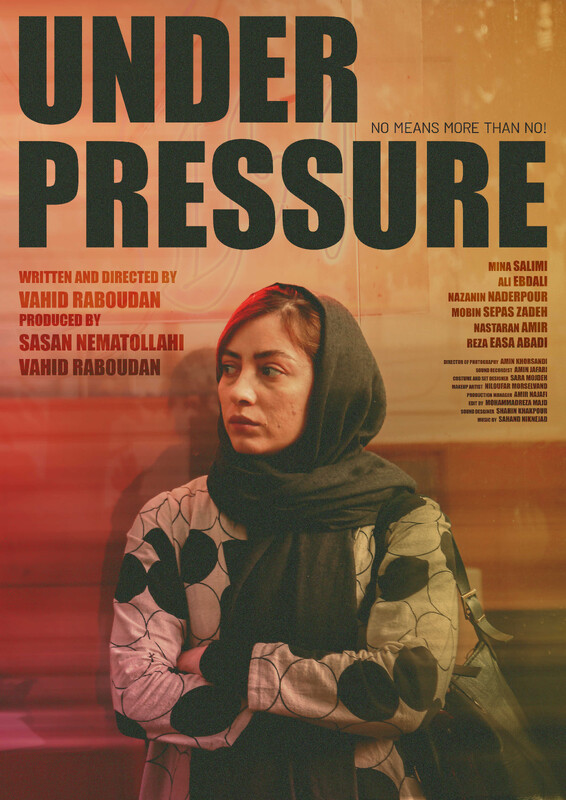 UNDER
NO MEANS MORE THAN NO!
PRESSURE
WRITTEN AND DIRECTED BY
VAHID RABOUDAN
PRODUCED BY
SASAN NEMATOLLAHI
VAHID RABOUDAN
MINA SALIMI
ALI EBDALI
NAZANIN NADERPOUR
MOBIN SEPAS ZADEH
NASTARAN AMIR
REZA EASA ABADI
DIRECTOR OF PHOTOGRAPHY AMIN KHORSANDI
SOUND RECORDIST AMIN JAFARI
COSTUME AND SET DESIGNER SARA MOJDEH
MAKEUP ARTIST NILOUFAR MORSELVAND
PRODUCTION MANAGER AMIR NAJAFI
EDIT BY MOHAMMADREZA MAJD
SOUND DESIGNER SHAHIN KHAKPOUR
MUSIC BY SAHAND NIKNEJAD